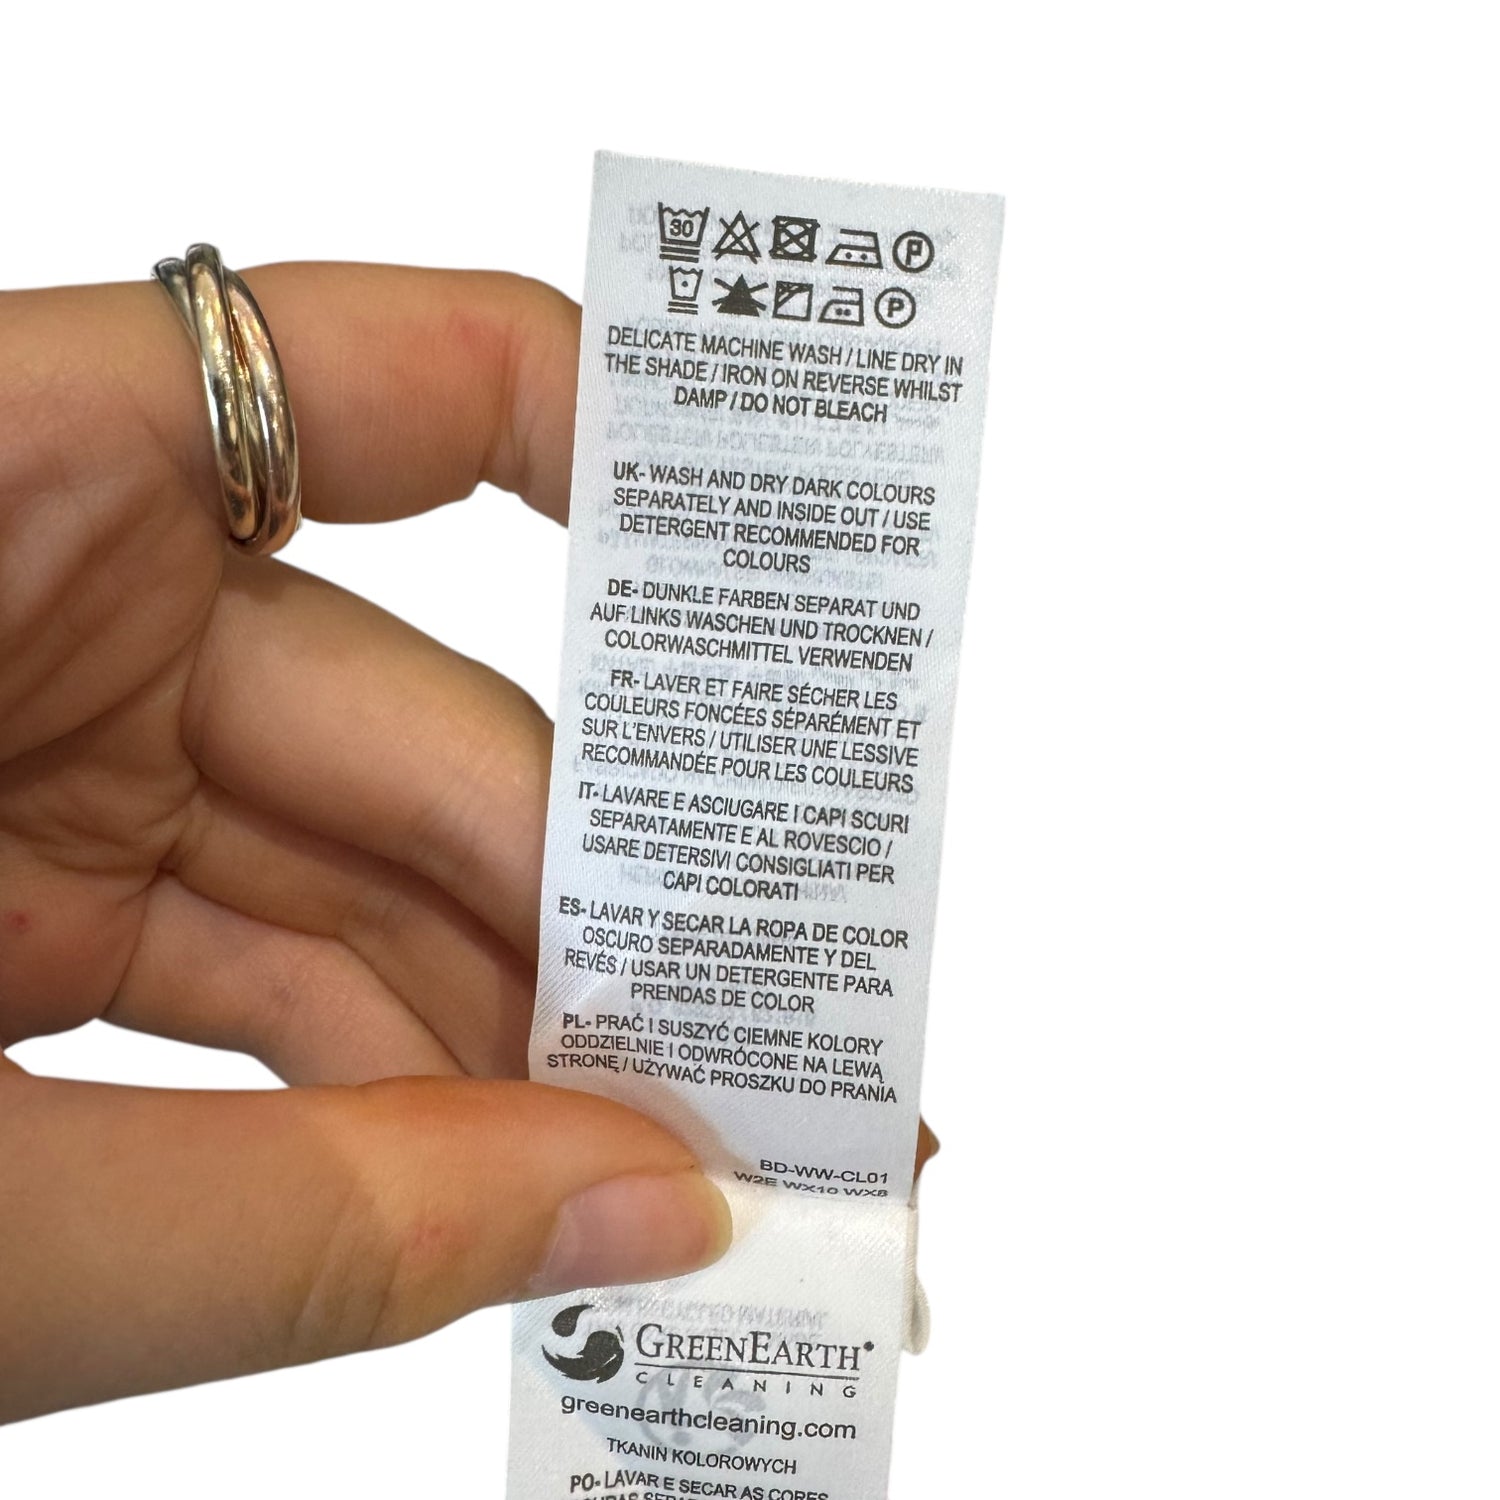 30
P
P
DELICATE MACHINE WASH / LINE DRY IN
THE SHADE / IRON ON REVERSE WHILST
DAMP / DO NOT BLEACH
UK- WASH AND DRY DARK COLOURS
SEPARATELY AND INSIDE OUT / USE
DETERGENT RECOMMENDED FOR
COLOURS
DE- DUNKLE FARBEN SEPARAT UND
AUF LINKS WASCHEN UND TROCKNEN /
COLORWASCHMITTEL VERWENDEN
FR- LAVER ET FAIRE SÉCHER LES
COULEURS FONCÉES SÉPARÉMENT ET
SUR L'ENVERS / UTILISER UNE LESSIVE
RECOMMANDÉE POUR LES COULEURS
IT- LAVARE E ASCIUGARE I CAPI SCURI
SEPARATAMENTE E AL ROVESCIO /
USARE DETERSIVI CONSIGLIATI PER
CAPI COLORATI
ES- LAVAR Y SECAR LA ROPA DE COLOR
OSCURO SEPARADAMENTE Y DEL
REVÉS / USAR UN DETERGENTE PARA
PRENDAS DE COLOR
PL- PRAĆ I SUSZYĆ CIEMNE KOLORY
ODDZIELNIE I ODWRÓCONE NA LEWĄ
STRONĘ / UŻYWAĆ PROSZKU DO PRANIA
BD-WW-CL01
W2E WX10 WX8
GREENEARTH
CLEANING
greenearthcleaning.com
TKANIN KOLOROWYCH
PO- LAVAR E SECAR AS CORES